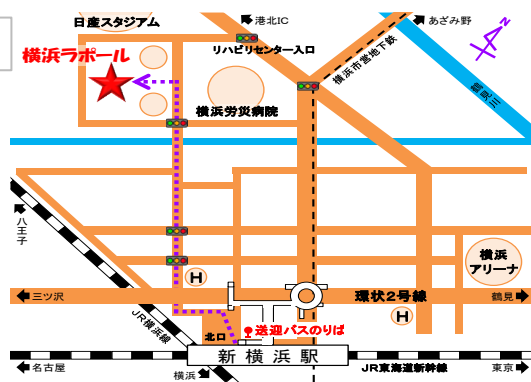 日産スタジアム
港北IC
あざみ野
リハビリセンター入口
横浜ラポール
横浜市営地下鉄
鶴見川
横浜労災病院
八王子
H
横浜
アリーナ
三ツ沢
環状2号線
鶴見
H
JR横浜線
北口
送迎バスのりば
新横浜駅
名古屋
横浜
JR東海道新幹線
東京
N